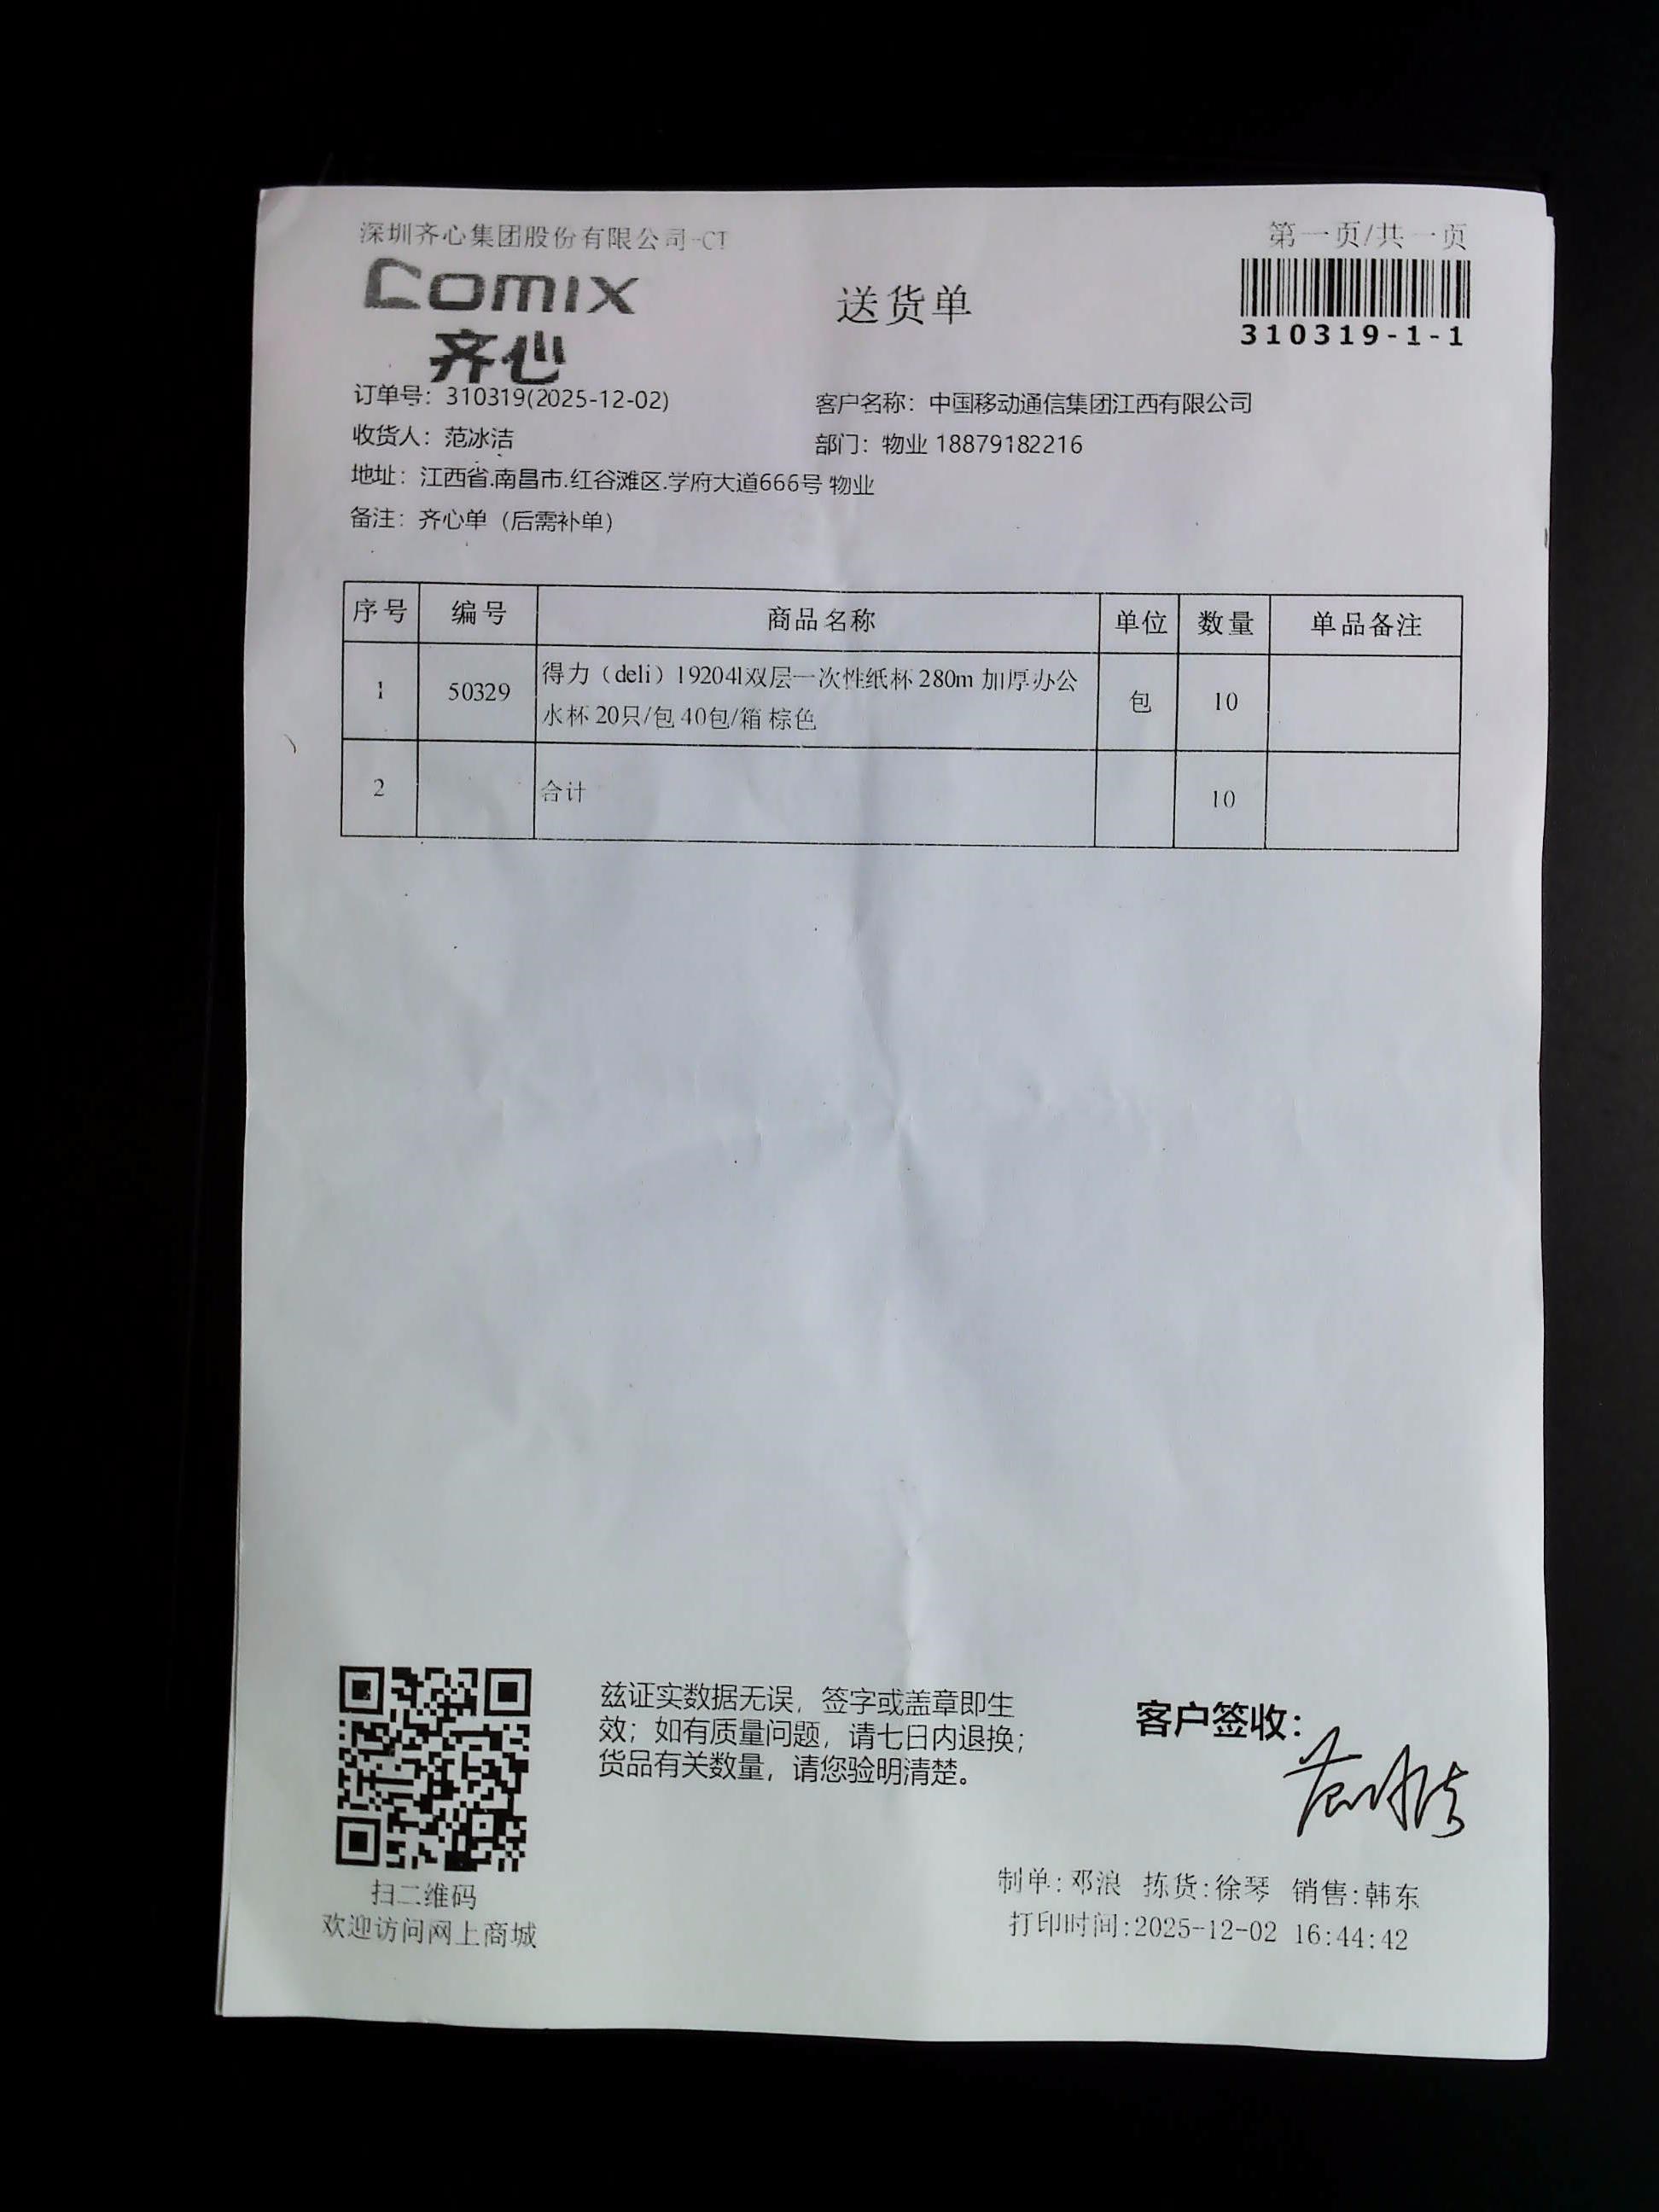 深圳齐心集团股份有限公司-CT
第一页/共一页
Comix
齐心
送货单
310319-1-1
订单号：310319(2025-12-02)
客户名称：中国移动通信集团江西有限公司
收货人：范冰洁
部门：物业 18879182216
地址：江西省.南昌市.红谷滩区.学府大道666号 物业
备注：齐心单（后需补单）
序号 编号 商品名称 单位 数量 单品备注
1 50329 得力（deli）19204l双层一次性纸杯 280m 加厚办公 包 10
水杯 20只/包 40包/箱 棕色
2 合计 10
兹证实数据无误，签字或盖章即生
效；如有质量问题，请七日内退换；
货品有关数量，请您验明清楚。
客户签收：
范冰洁
扫二维码
欢迎访问网上商城
制单:邓浪 拣货:徐琴 销售:韩东
打印时间:2025-12-02 16:44:42